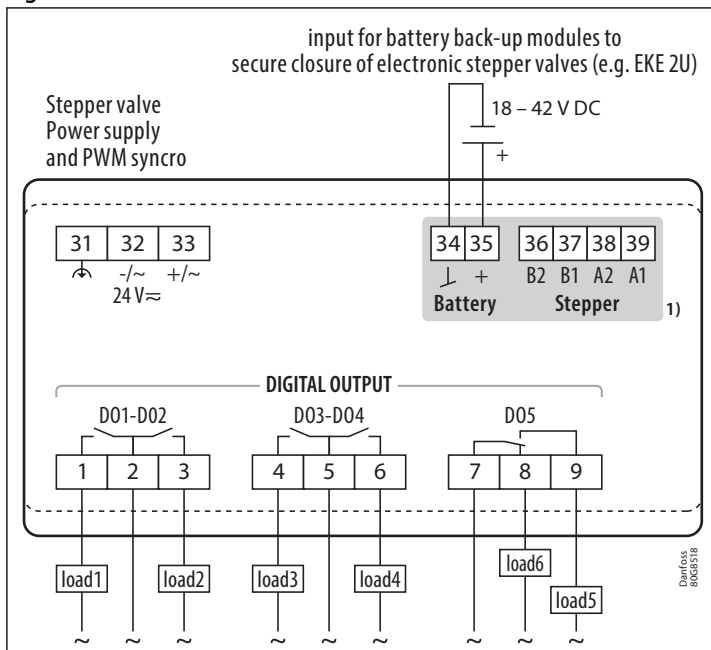 input for battery back-up modules to
secure closure of electronic stepper valves (e.g. EKE 2U)
Stepper valve
Power supply
and PWM syncro
18 – 42 V DC
+
31 32 33
-/~ +/~
24 V⎓
34 35 36 37 38 39
+ B2 B1 A2 A1
Battery Stepper 1)
DIGITAL OUTPUT
DO1-DO2 DO3-DO4 DO5
1 2 3 4 5 6 7 8 9
load1 load2 load3 load4 load6
load5
~ ~ ~ ~ ~ ~ ~ ~ ~
Danfoss
80G8518